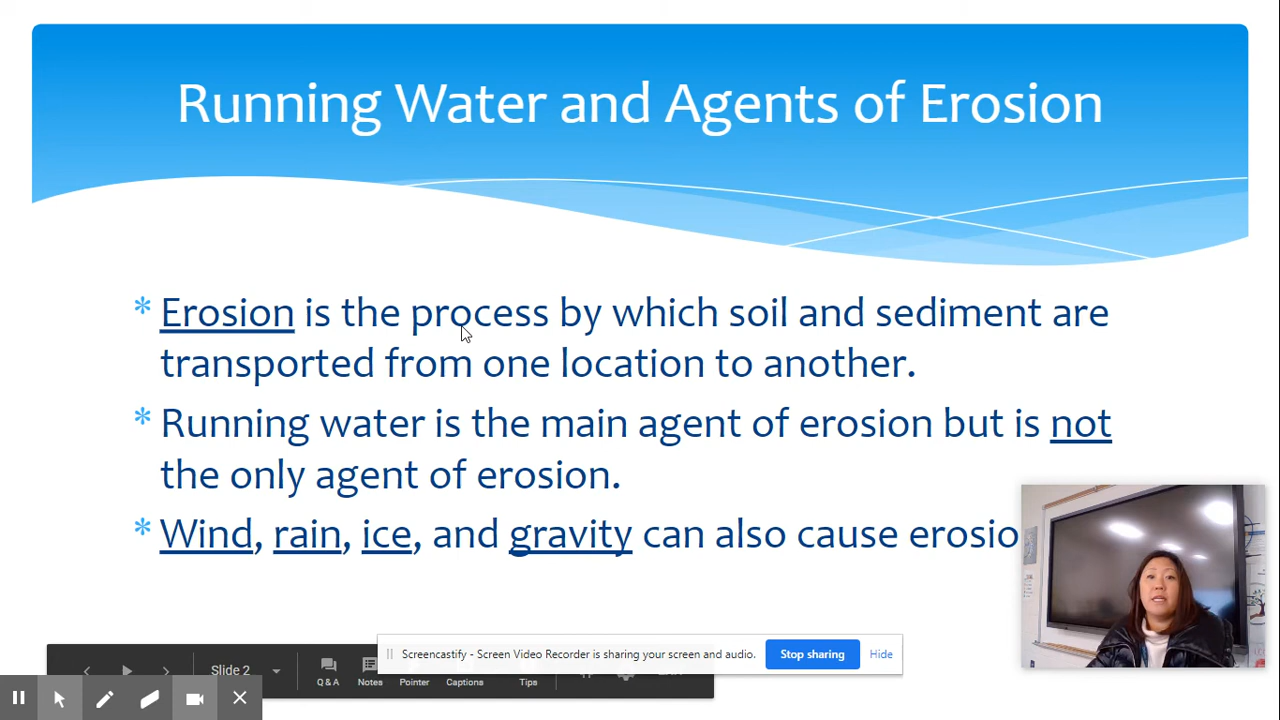 Running Water and Agents of Erosion
* Erosion is the process by which soil and sediment are
transported from one location to another.
* Running water is the main agent of erosion but is not
the only agent of erosion.
* Wind, rain, ice, and gravity can also cause erosio
Screencastify - Screen Video Recorder is sharing your screen and audio. Stop sharing Hide
Slide 2
Q & A Notes Pointer Captions Tips